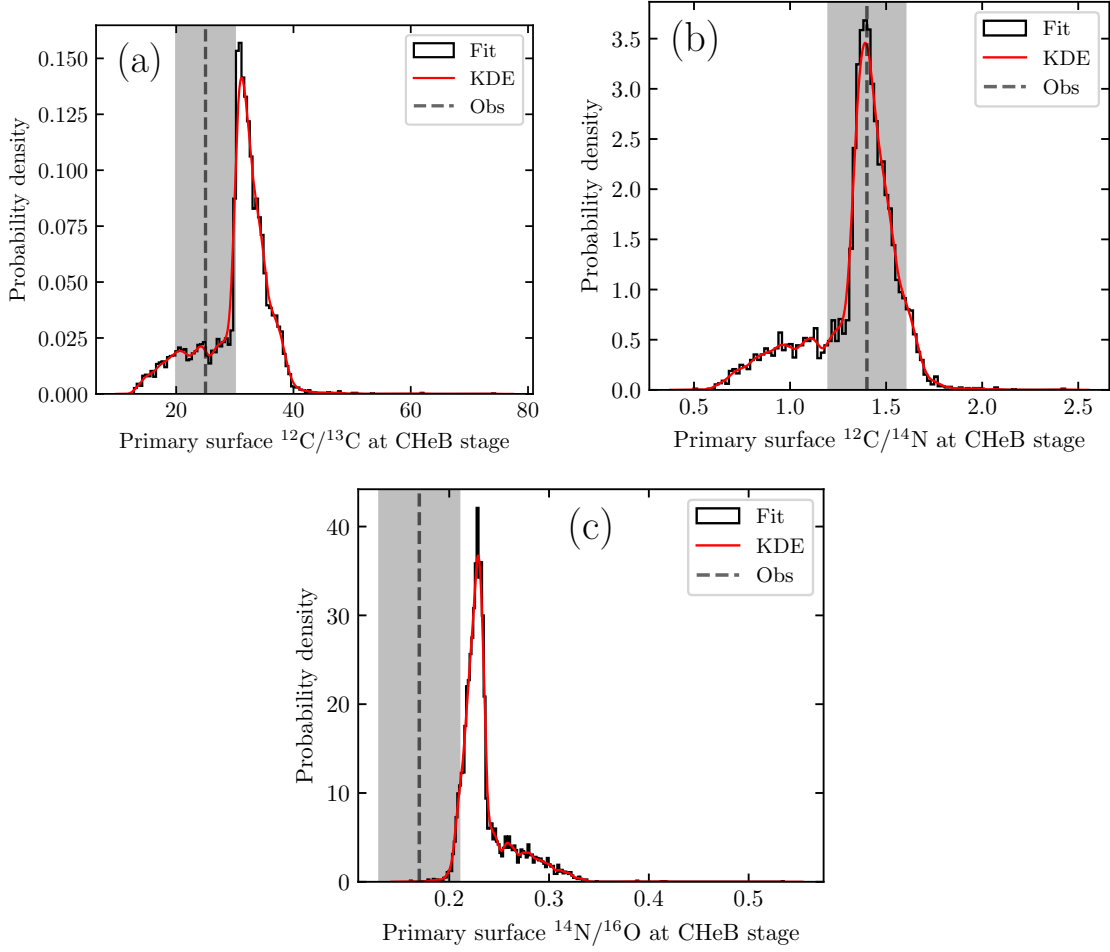 (a)
Fit
KDE
Obs
Probability density
0.150
0.125
0.100
0.075
0.050
0.025
0.000
20
40
60
80
Primary surface ¹²C/¹³C at CHeB stage
(b)
Fit
KDE
Obs
Probability density
3.5
3.0
2.5
2.0
1.5
1.0
0.5
0.0
0.5
1.0
1.5
2.0
2.5
Primary surface ¹²C/¹⁴N at CHeB stage
(c)
Fit
KDE
Obs
Probability density
40
30
20
10
0
0.2
0.3
0.4
0.5
Primary surface ¹⁴N/¹⁶O at CHeB stage